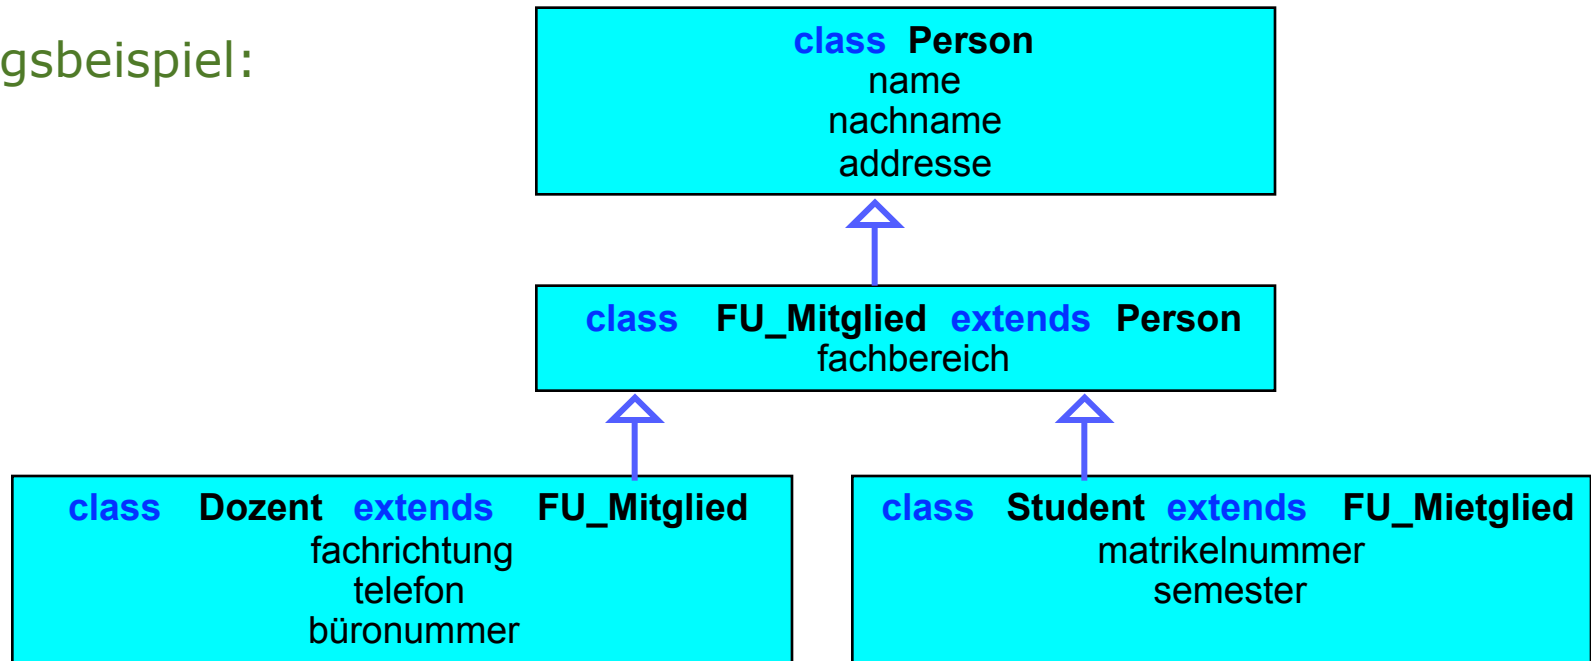 gsbeispiel:
class Person
name
nachname
addresse
class FU_Mitglied extends Person
fachbereich
class Dozent extends FU_Mitglied
fachrichtung
telefon
büronummer
class Student extends FU_Mietglied
matrikelnummer
semester